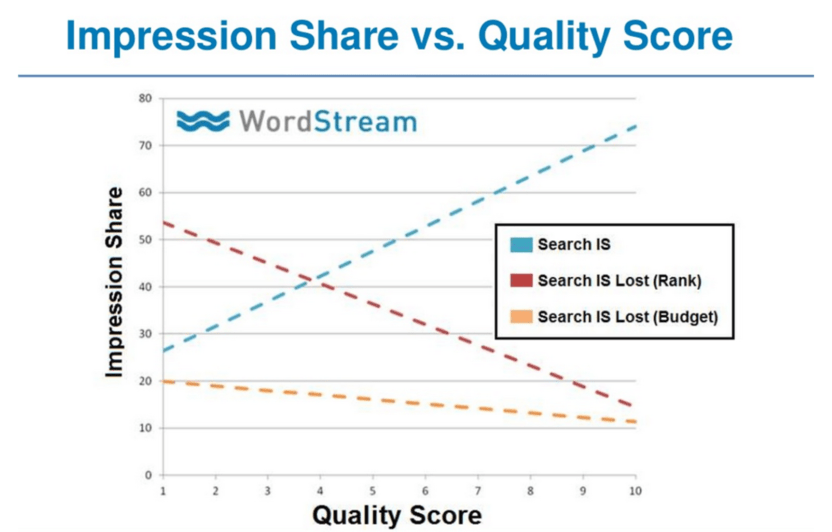 Impression Share vs. Quality Score
WordStream
80
70
60
50
40
30
20
10
0
Impression Share
Search IS
Search IS Lost (Rank)
Search IS Lost (Budget)
1 2 3 4 5 6 7 8 9 10
Quality Score